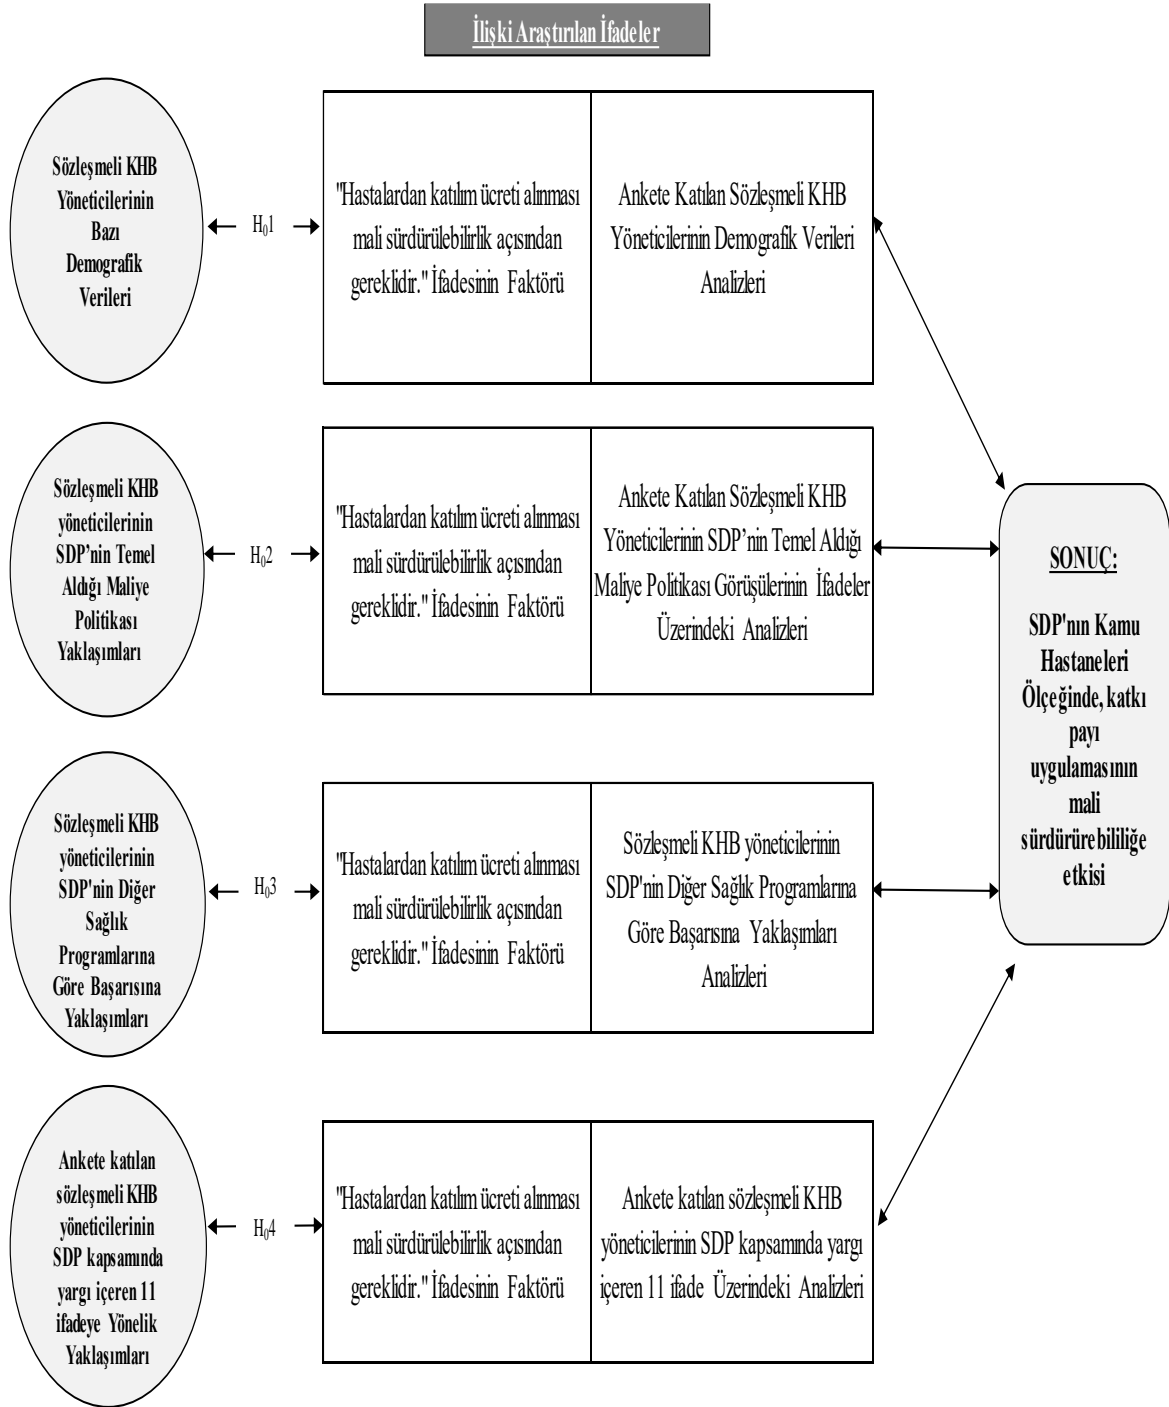 İlişki Araştırılan İfadeler
Sözleşmeli KHB
Yöneticilerinin
Bazı
Demografik
Verileri
H₀1
"Hastalardan katılım ücreti alınması
mali sürdürülebilirlik açısından
gereklidir." İfadesinin Faktörü
Ankete Katılan Sözleşmeli KHB
Yöneticilerinin Demografik Verileri
Analizleri
Sözleşmeli KHB
yöneticilerinin
SDP’nin Temel
Aldığı Maliye
Politikası
Yaklaşımları
H₀2
"Hastalardan katılım ücreti alınması
mali sürdürülebilirlik açısından
gereklidir." İfadesinin Faktörü
Ankete Katılan Sözleşmeli KHB
Yöneticilerinin SDP’nin Temel Aldığı
Maliye Politikası Görüşülerinin İfadeler
Üzerindeki Analizleri
Sözleşmeli KHB
yöneticilerinin
SDP'nin Diğer
Sağlık
Programlarına
Göre Başarısına
Yaklaşımları
H₀3
"Hastalardan katılım ücreti alınması
mali sürdürülebilirlik açısından
gereklidir." İfadesinin Faktörü
Sözleşmeli KHB yöneticilerinin
SDP'nin Diğer Sağlık Programlarına
Göre Başarısına Yaklaşımları
Analizleri
Ankete katılan
sözleşmeli KHB
yöneticilerinin
SDP kapsamında
yargı içeren 11
ifadeye Yönelik
Yaklaşımları
H₀4
"Hastalardan katılım ücreti alınması
mali sürdürülebilirlik açısından
gereklidir." İfadesinin Faktörü
Ankete katılan sözleşmeli KHB
yöneticilerinin SDP kapsamında yargı
içeren 11 ifade Üzerindeki Analizleri
SONUÇ:
SDP'nın Kamu
Hastaneleri
Ölçeğinde, katkı
payı
uygulamasının
mali
sürdürürebililiğe
etkisi